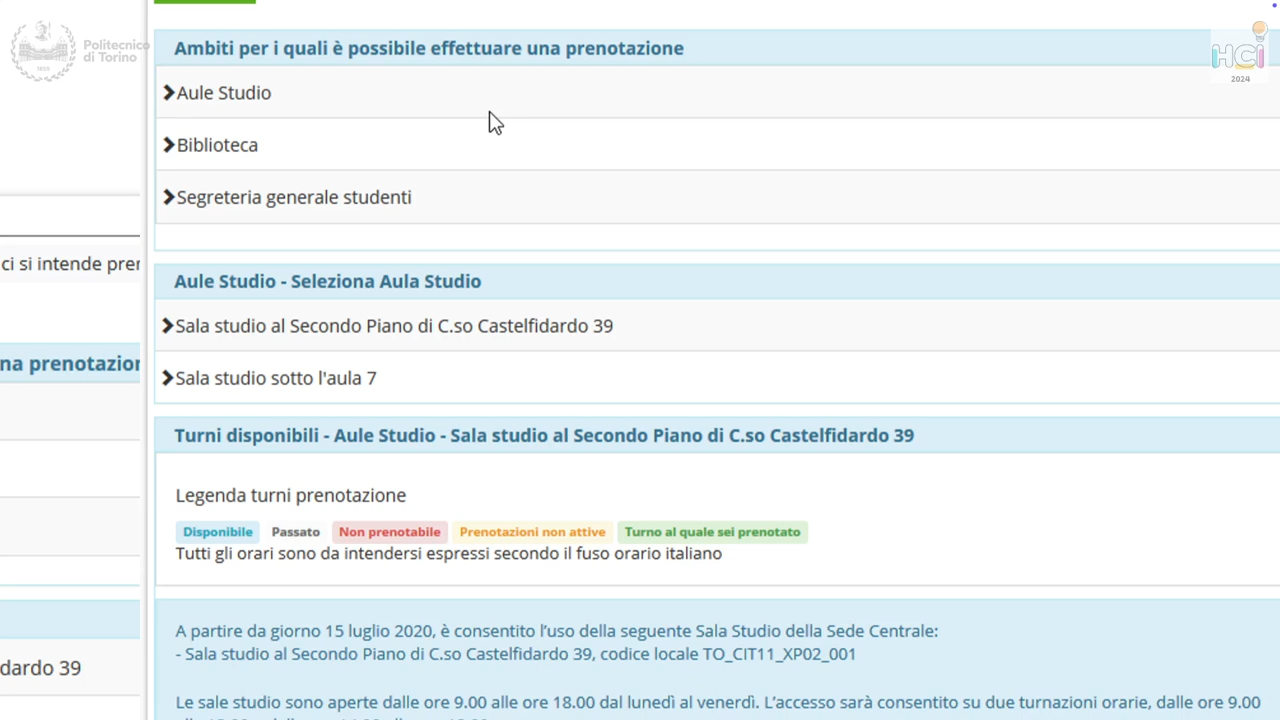 Politecnico
di Torino
1859
HCI
2024
Ambiti per i quali è possibile effettuare una prenotazione
Aule Studio
Biblioteca
Segreteria generale studenti
ci si intende prer
na prenotazion
dardo 39
Aule Studio - Seleziona Aula Studio
Sala studio al Secondo Piano di C.so Castelfidardo 39
Sala studio sotto l'aula 7
Turni disponibili - Aule Studio - Sala studio al Secondo Piano di C.so Castelfidardo 39
Legenda turni prenotazione
Disponibile Passato Non prenotabile Prenotazioni non attive Turno al quale sei prenotato
Tutti gli orari sono da intendersi espressi secondo il fuso orario italiano
A partire da giorno 15 luglio 2020, è consentito l’uso della seguente Sala Studio della Sede Centrale:
- Sala studio al Secondo Piano di C.so Castelfidardo 39, codice locale TO_CIT11_XP02_001
Le sale studio sono aperte dalle ore 9.00 alle ore 18.00 dal lunedì al venerdì. L’accesso sarà consentito su due turnazioni orarie, dalle ore 9.00